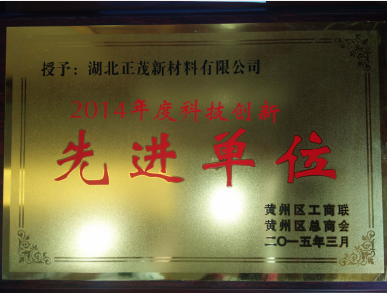 授予：湖北正茂新材料有限公司
2014年度科技创新
先进单位
黄州区工商联
黄州区总商会
二〇一五年三月